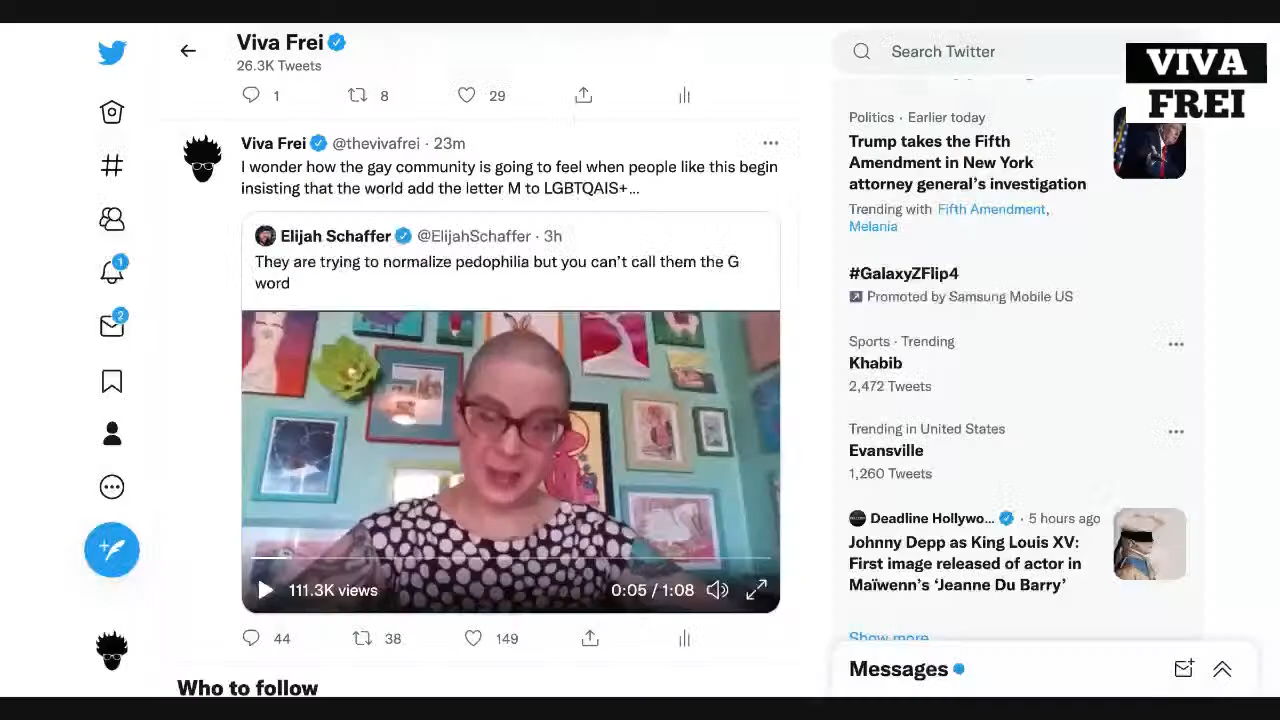 Viva Frei
26.3K Tweets
1 8 29
Viva Frei @thevivafrei · 23m
I wonder how the gay community is going to feel when people like this begin
insisting that the world add the letter M to LGBTQAIS+...
Elijah Schaffer @ElijahSchaffer · 3h
They are trying to normalize pedophilia but you can't call them the G
word
111.3K views 0:05 / 1:08
44 38 149
Who to follow
1
2
Search Twitter
VIVA
FREI
Politics · Earlier today
Trump takes the Fifth
Amendment in New York
attorney general's investigation
Trending with Fifth Amendment,
Melania
#GalaxyZFlip4
Promoted by Samsung Mobile US
Sports · Trending
Khabib
2,472 Tweets
Trending in United States
Evansville
1,260 Tweets
Deadline Hollywo... · 5 hours ago
Johnny Depp as King Louis XV:
First image released of actor in
Maïwenn's 'Jeanne Du Barry'
Show more
Messages